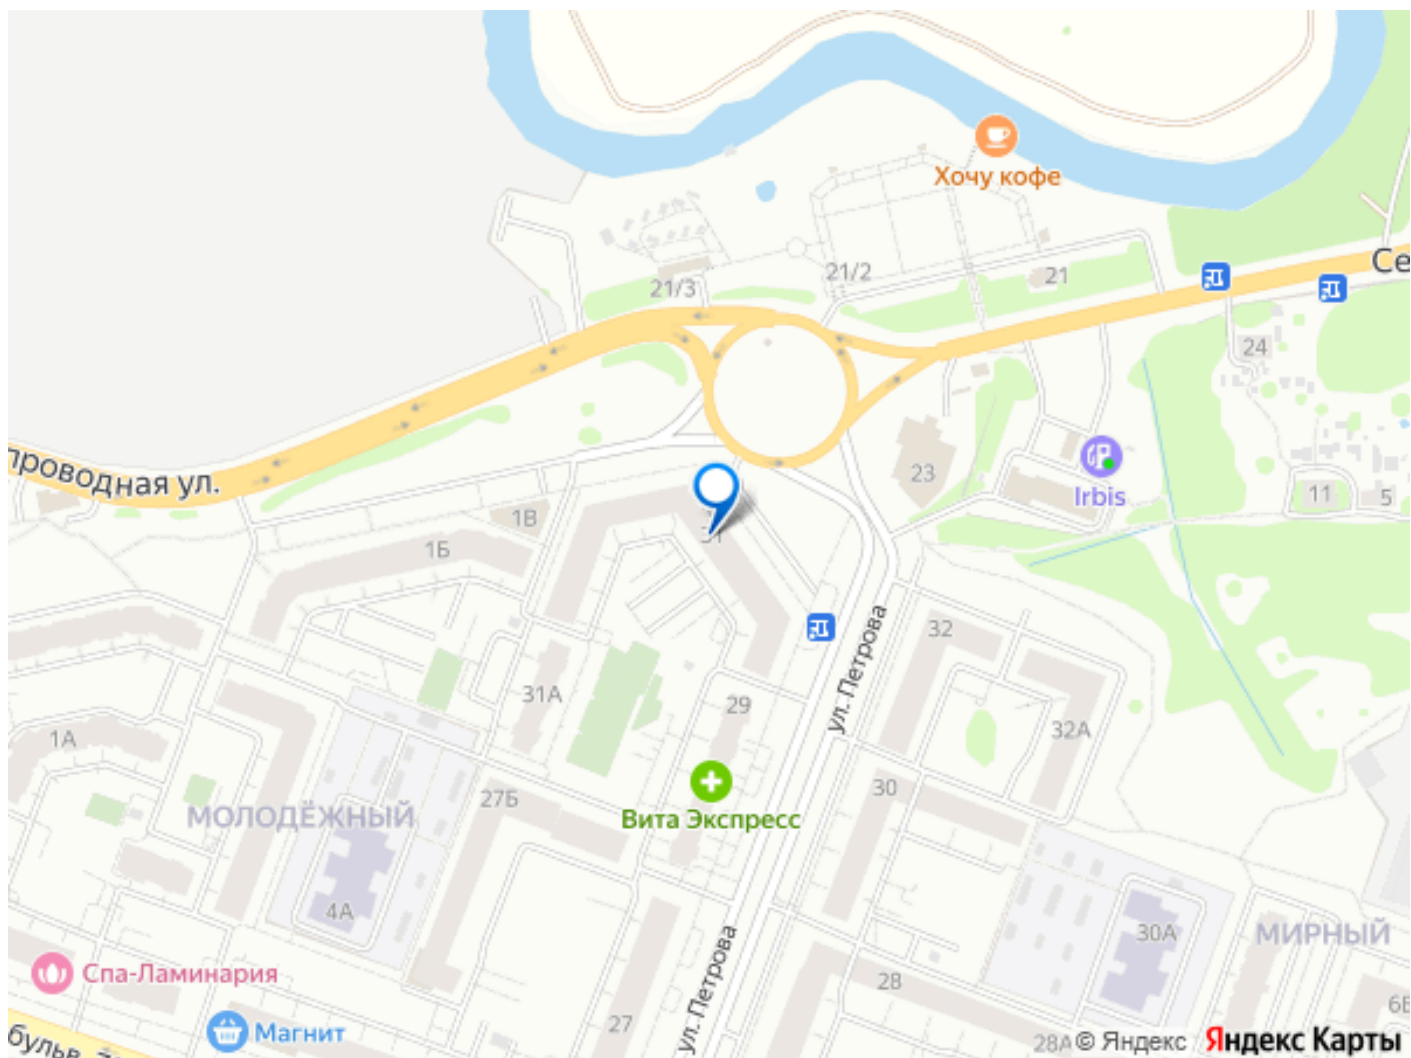 Хочу кофе
Се
21/2
21
21/3
24
проводная ул.
23
Irbis
11
5
1В
31
1Б
32
ул. Петрова
31А
29
32А
1А
МОЛОДЁЖНЫЙ
27Б
30
Вита Экспресс
4А
30А
МИРНЫЙ
Спа-Ламинария
28
ул. Петрова
6Б
27
Магнит
бульв.
28А
© Яндекс
Яндекс Карты